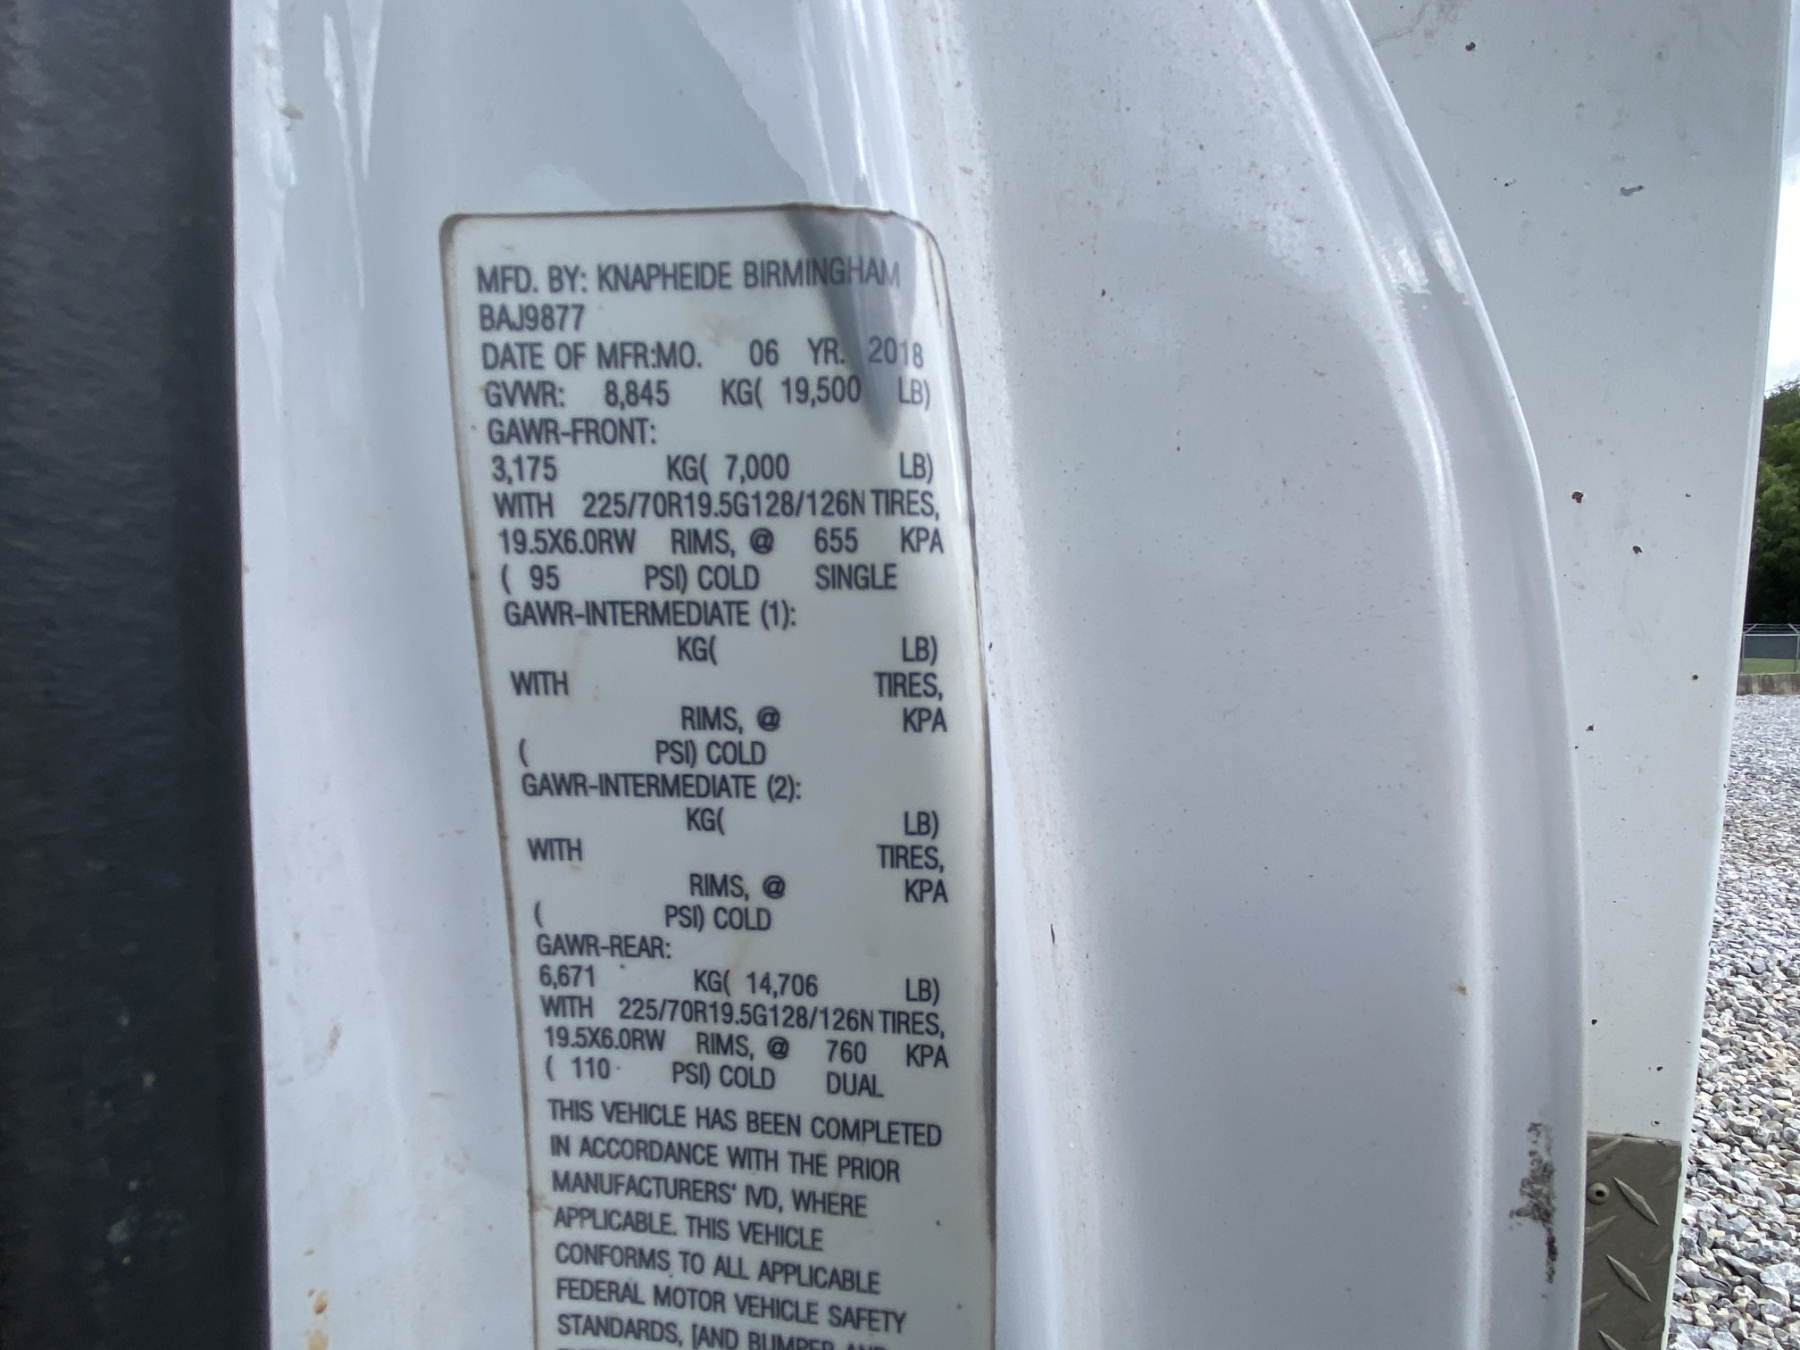 MFD. BY: KNAPHEIDE BIRMINGHAM
BAJ9877
DATE OF MFR:MO. 06 YR. 2018
GVWR: 8,845 KG( 19,500 LB)
GAWR-FRONT:
3,175 KG( 7,000 LB)
WITH 225/70R19.5G128/126N TIRES,
19.5X6.0RW RIMS, @ 655 KPA
( 95 PSI) COLD SINGLE
GAWR-INTERMEDIATE (1):
KG( LB)
WITH TIRES,
RIMS, @ KPA
( PSI) COLD
GAWR-INTERMEDIATE (2):
KG( LB)
WITH TIRES,
RIMS, @ KPA
( PSI) COLD
GAWR-REAR:
6,671 KG( 14,706 LB)
WITH 225/70R19.5G128/126N TIRES,
19.5X6.0RW RIMS, @ 760 KPA
( 110 PSI) COLD DUAL
THIS VEHICLE HAS BEEN COMPLETED
IN ACCORDANCE WITH THE PRIOR
MANUFACTURERS' IVD, WHERE
APPLICABLE. THIS VEHICLE
CONFORMS TO ALL APPLICABLE
FEDERAL MOTOR VEHICLE SAFETY
STANDARDS, [AND BUMPER AND